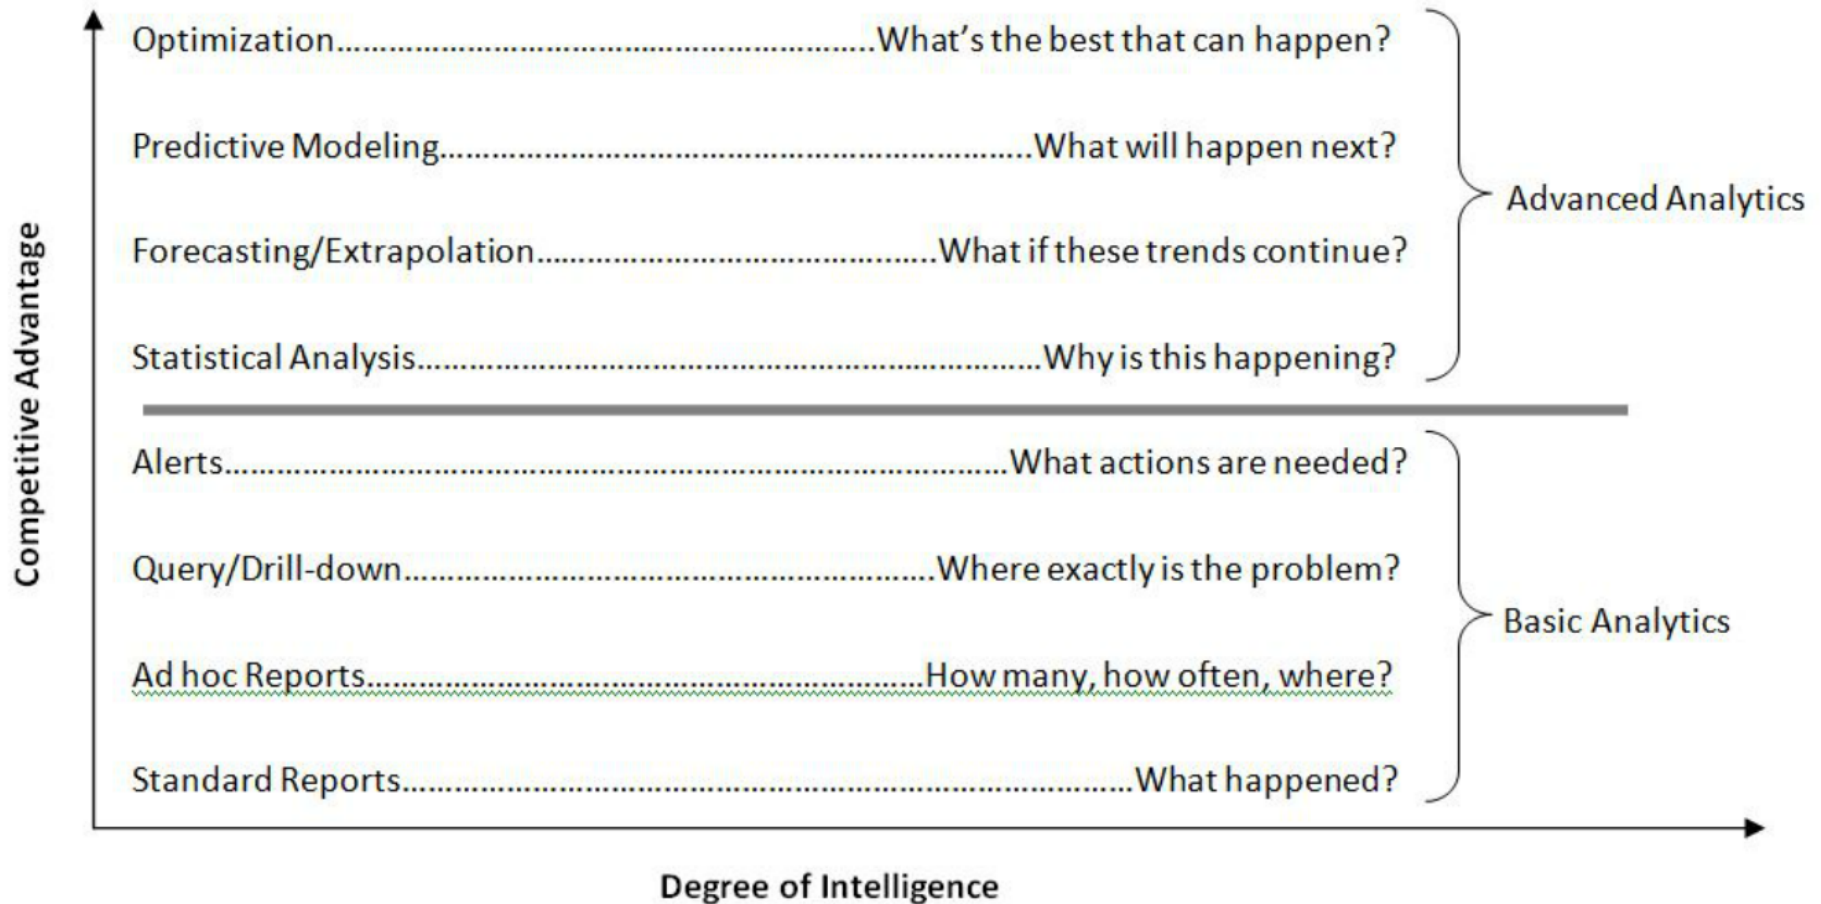 Optimization.......................................................What's the best that can happen?
Predictive Modeling.......................................................What will happen next?
Advanced Analytics
Forecasting/Extrapolation.......................................................What if these trends continue?
Statistical Analysis.......................................................Why is this happening?
Competitive Advantage
Alerts.......................................................What actions are needed?
Query/Drill-down.......................................................Where exactly is the problem?
Basic Analytics
Ad hoc Reports.......................................................How many, how often, where?
Standard Reports.......................................................What happened?
Degree of Intelligence